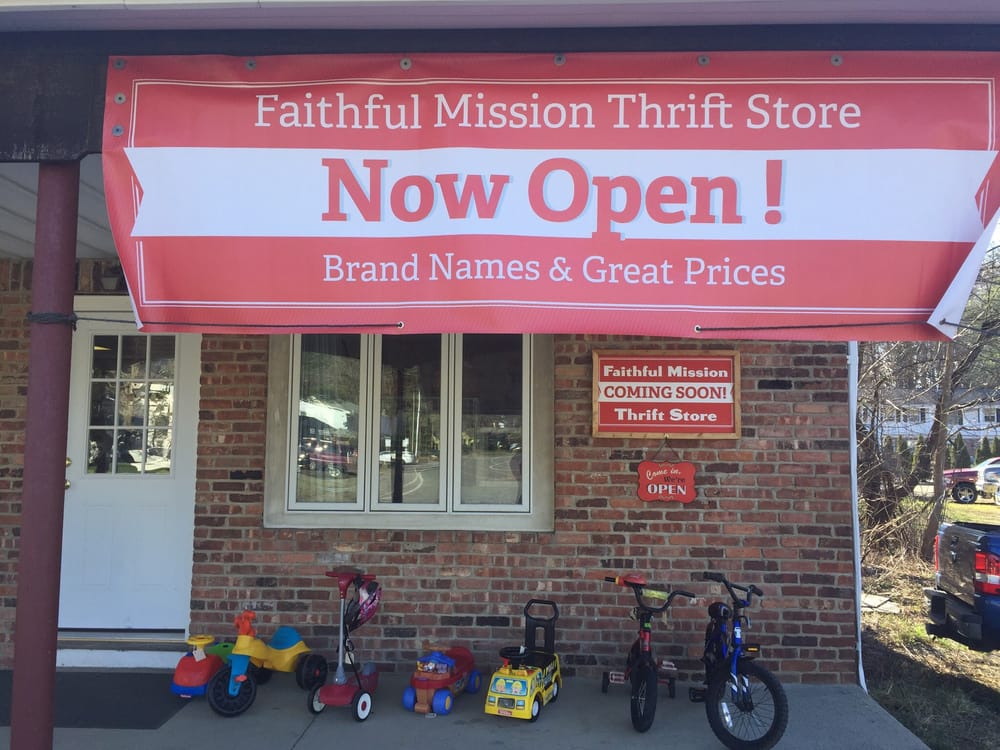 Faithful Mission Thrift Store
Now Open !
Brand Names & Great Prices
Faithful Mission
COMING SOON!
Thrift Store
Come in,
We're
OPEN